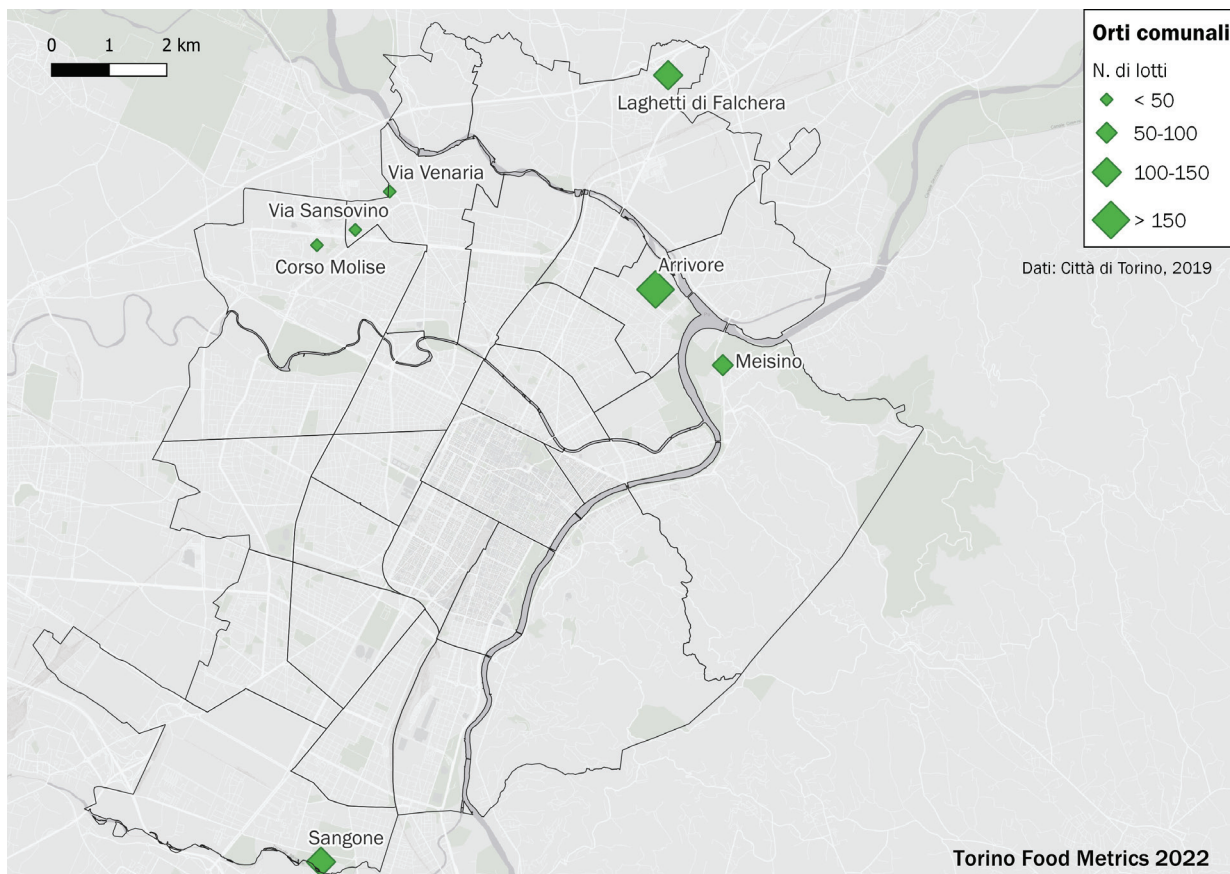 0 1 2 km
Orti comunali
N. di lotti
< 50
50-100
100-150
> 150
Dati: Città di Torino, 2019
Laghetti di Falchera
Via Venaria
Via Sansovino
Corso Molise
Arrivore
Meisino
Sangone
Torino Food Metrics 2022